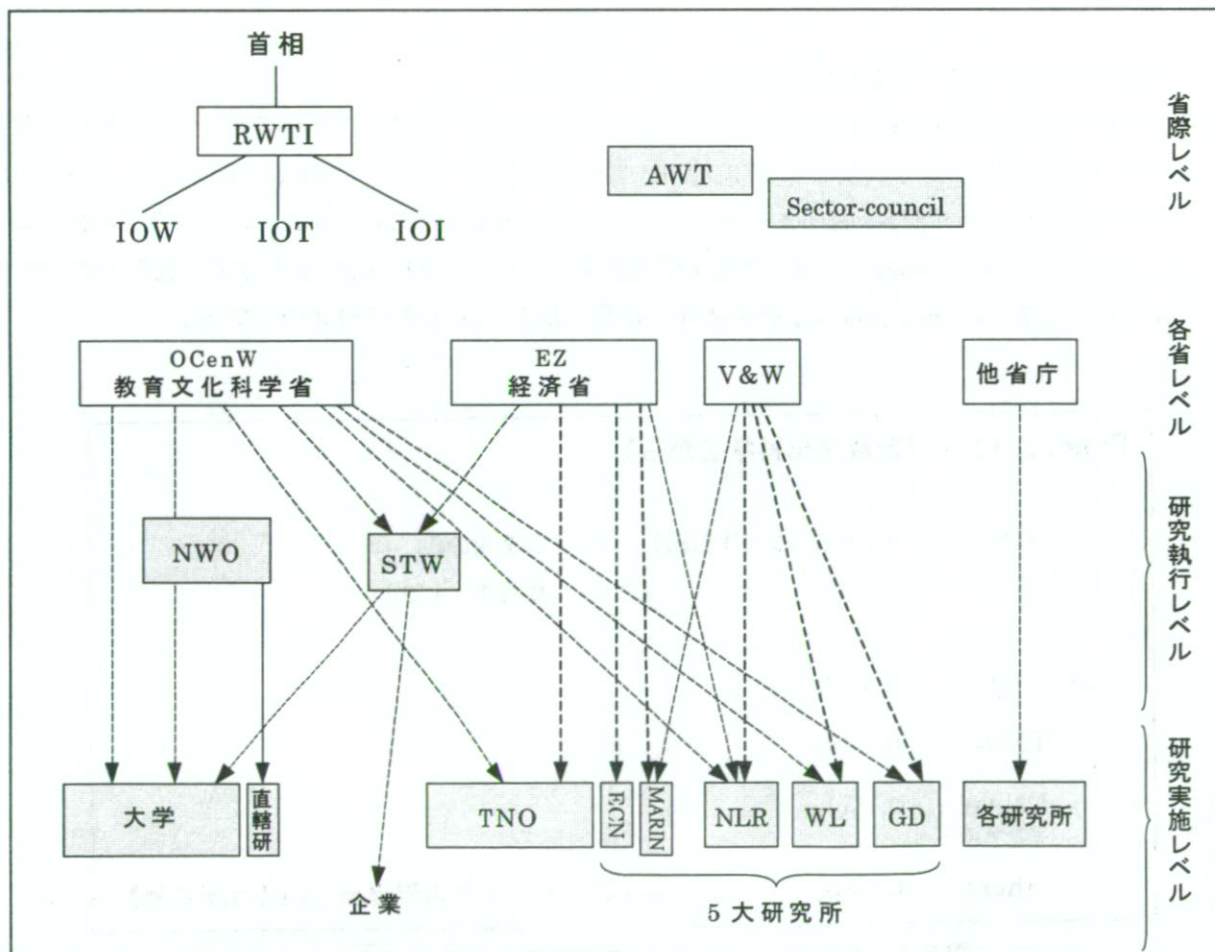 首相
RWTI
IOW IOT IOI
AWT
Sector-council
省際レベル
OCenW
教育文化科学省
EZ
経済省
V&W
他省庁
各省レベル
NWO
STW
研究執行レベル
大学
直轄研
TNO
ECN
MARIN
NLR
WL
GD
各研究所
研究実施レベル
企業
5大研究所